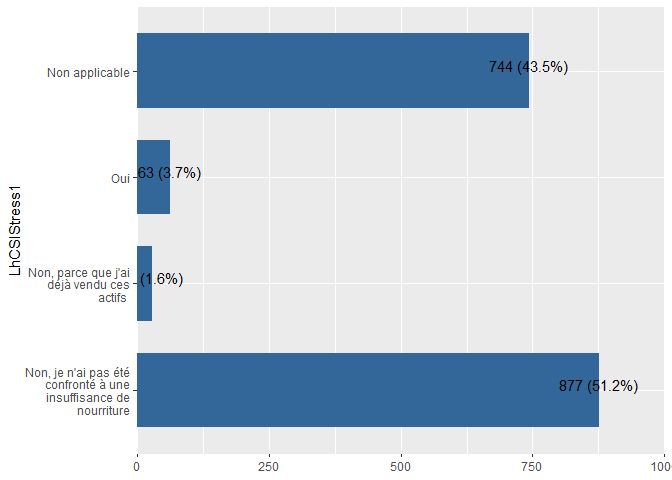 LhCSIStress1
Non applicable
744 (43.5%)
Oui
63 (3.7%)
Non, parce que j'ai
déjà vendu ces
actifs
(1.6%)
Non, je n'ai pas été
confronté à une
insuffisance de
nourriture
877 (51.2%)
0
250
500
750
100